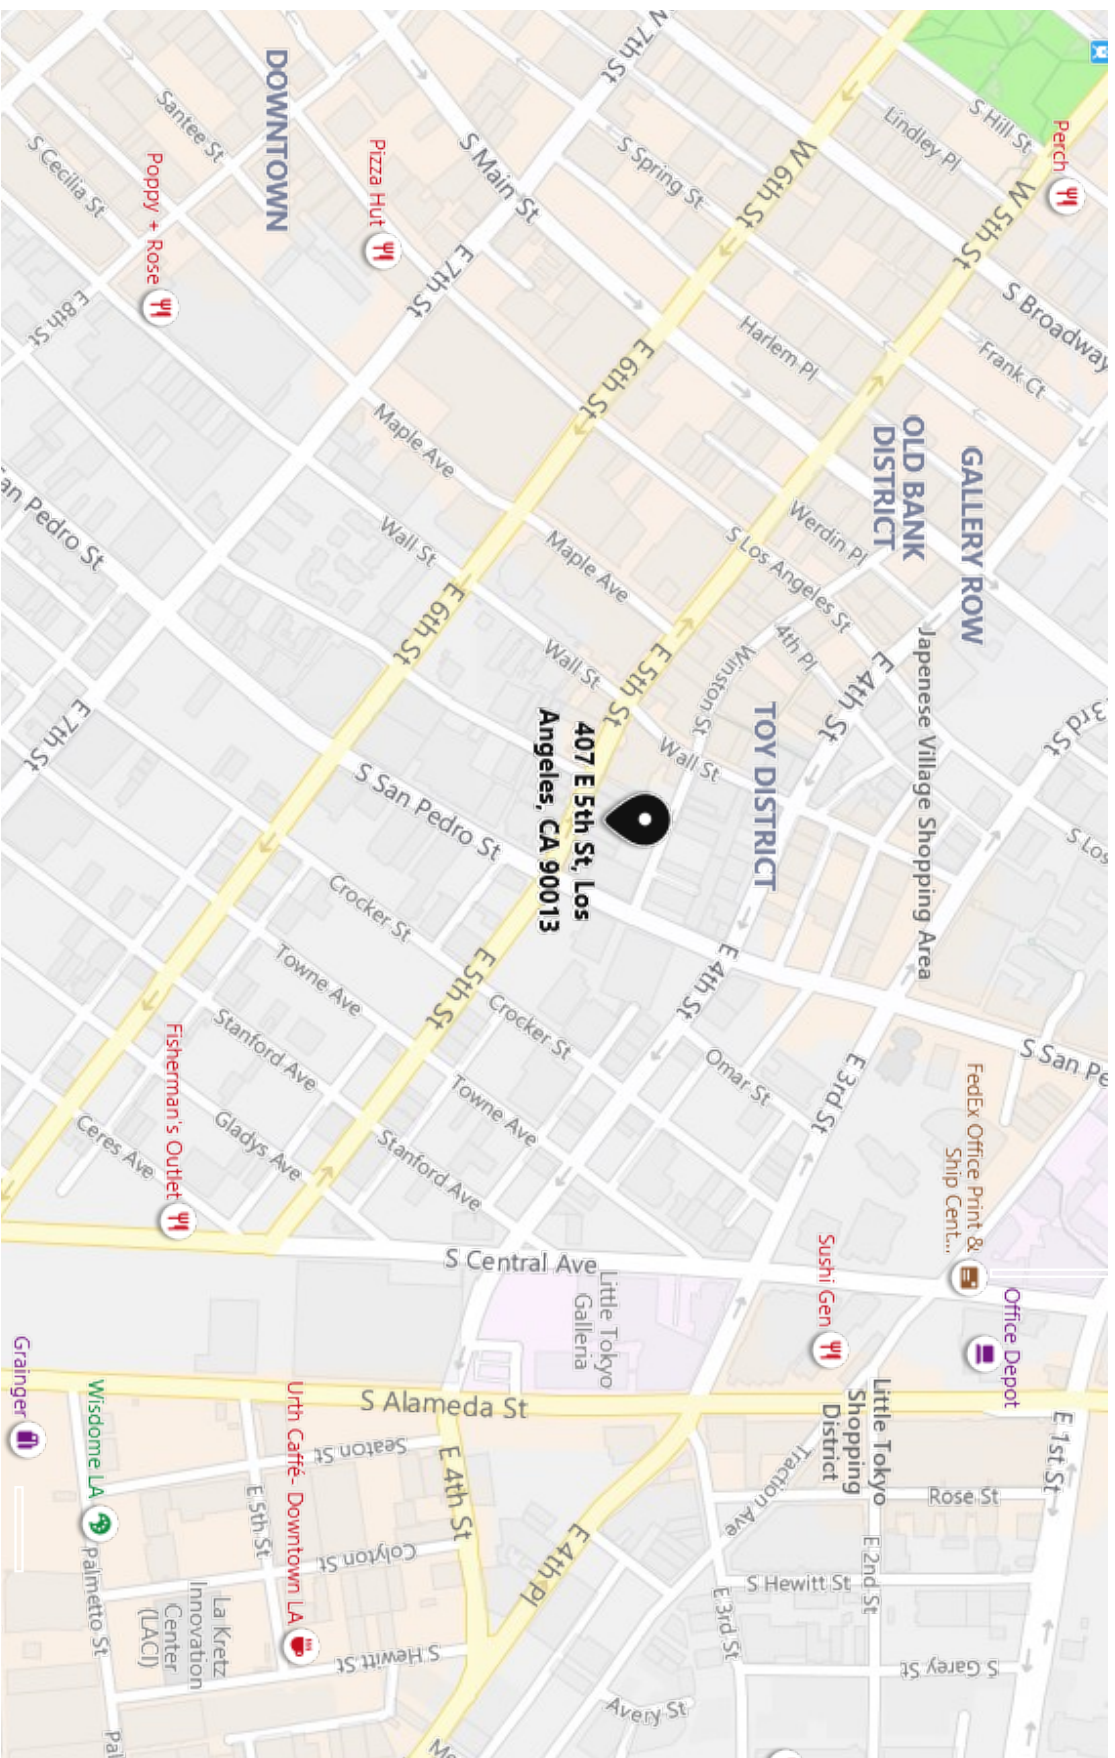 Perch
S Hill St
Lindley Pl
W 5th St
S Broadway
Frank Ct
W 7th St
S Spring St
W 6th St
Harlem Pl
GALLERY ROW
OLD BANK
DISTRICT
Werdin Pl
S Los Angeles St
4th Pl
Winston St
E 4th St
Japenese Village Shopping Area
E 3rd St
S Los
S San Pe
FedEx Office Print &
Ship Cent...
Office Depot
E 1st St
Sushi Gen
Little Tokyo
Shopping
District
Rose St
Traction Ave
E 2nd St
S Hewitt St
E 3rd St
S Garey St
Avery St
TOY DISTRICT
Wall St
E 4th St
Omar St
E 3rd St
S Main St
E 6th St
Maple Ave
E 5th St
Wall St
407 E 5th St, Los
Angeles, CA 90013
E 5th St
Crocker St
Towne Ave
Stanford Ave
S Central Ave
Little Tokyo
Galleria
S Alameda St
E 4th St
E 4th Pl
DOWNTOWN
Pizza Hut
E 7th St
Maple Ave
Wall St
E 6th St
S San Pedro St
Crocker St
Towne Ave
Stanford Ave
Gladys Ave
Ceres Ave
Fisherman's Outlet
Santee St
S Cecilia St
Poppy + Rose
E 8th St
an Pedro St
E 7th St
Urth Caffé- Downtown LA
Seaton St
E 5th St
Colyton St
S Hewitt St
La Kretz
Innovation
Center
(LACI)
Wisdome LA
Palmetto St
Pal
Grainger